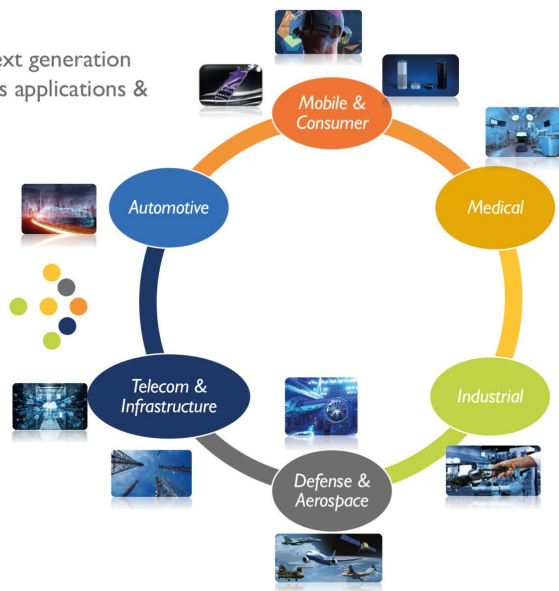 ext generation
s applications &
Mobile &
Consumer
Automotive
Medical
Telecom &
Infrastructure
Industrial
Defense &
Aerospace